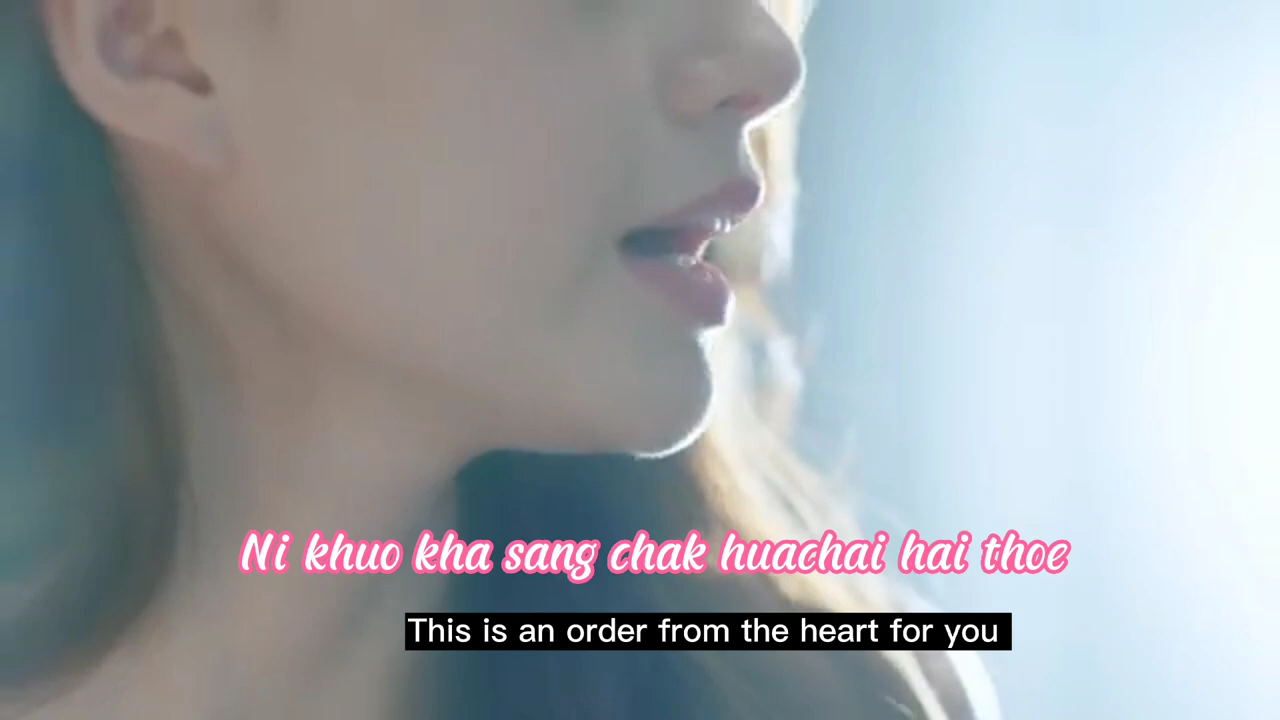 Ni khuo kha sang chak huachai hai thoe
This is an order from the heart for you